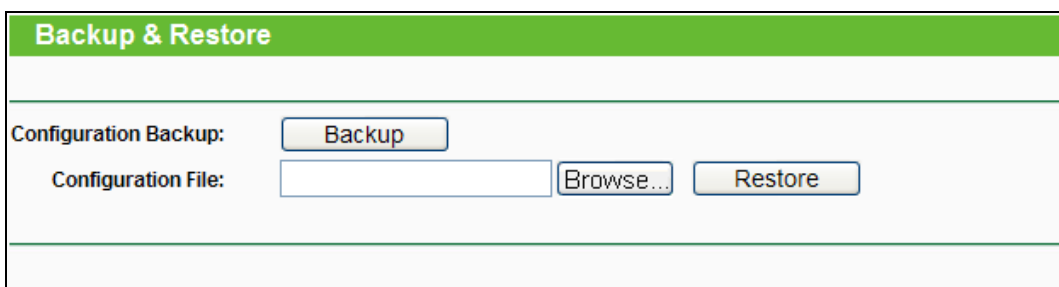 Backup & Restore
Configuration Backup: Backup
Configuration File: Browse... Restore